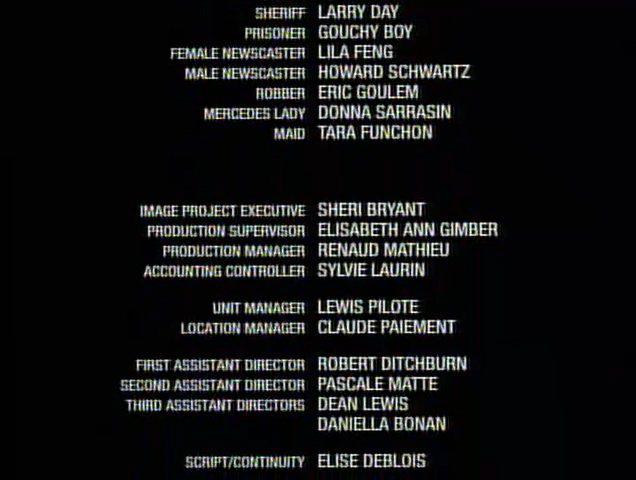 SHERIFF LARRY DAY
PRISONER GOUCHY BOY
FEMALE NEWSCASTER LILA FENG
MALE NEWSCASTER HOWARD SCHWARTZ
ROBBER ERIC GOULEM
MERCEDES LADY DONNA SARRASIN
MAID TARA FUNCHON
IMAGE PROJECT EXECUTIVE SHERI BRYANT
PRODUCTION SUPERVISOR ELISABETH ANN GIMBER
PRODUCTION MANAGER RENAUD MATHIEU
ACCOUNTING CONTROLLER SYLVIE LAURIN
UNIT MANAGER LEWIS PILOTE
LOCATION MANAGER CLAUDE PAIEMENT
FIRST ASSISTANT DIRECTOR ROBERT DITCHBURN
SECOND ASSISTANT DIRECTOR PASCALE MATTE
THIRD ASSISTANT DIRECTORS DEAN LEWIS
DANIELLA BONAN
SCRIPT/CONTINUITY ELISE DEBLOIS